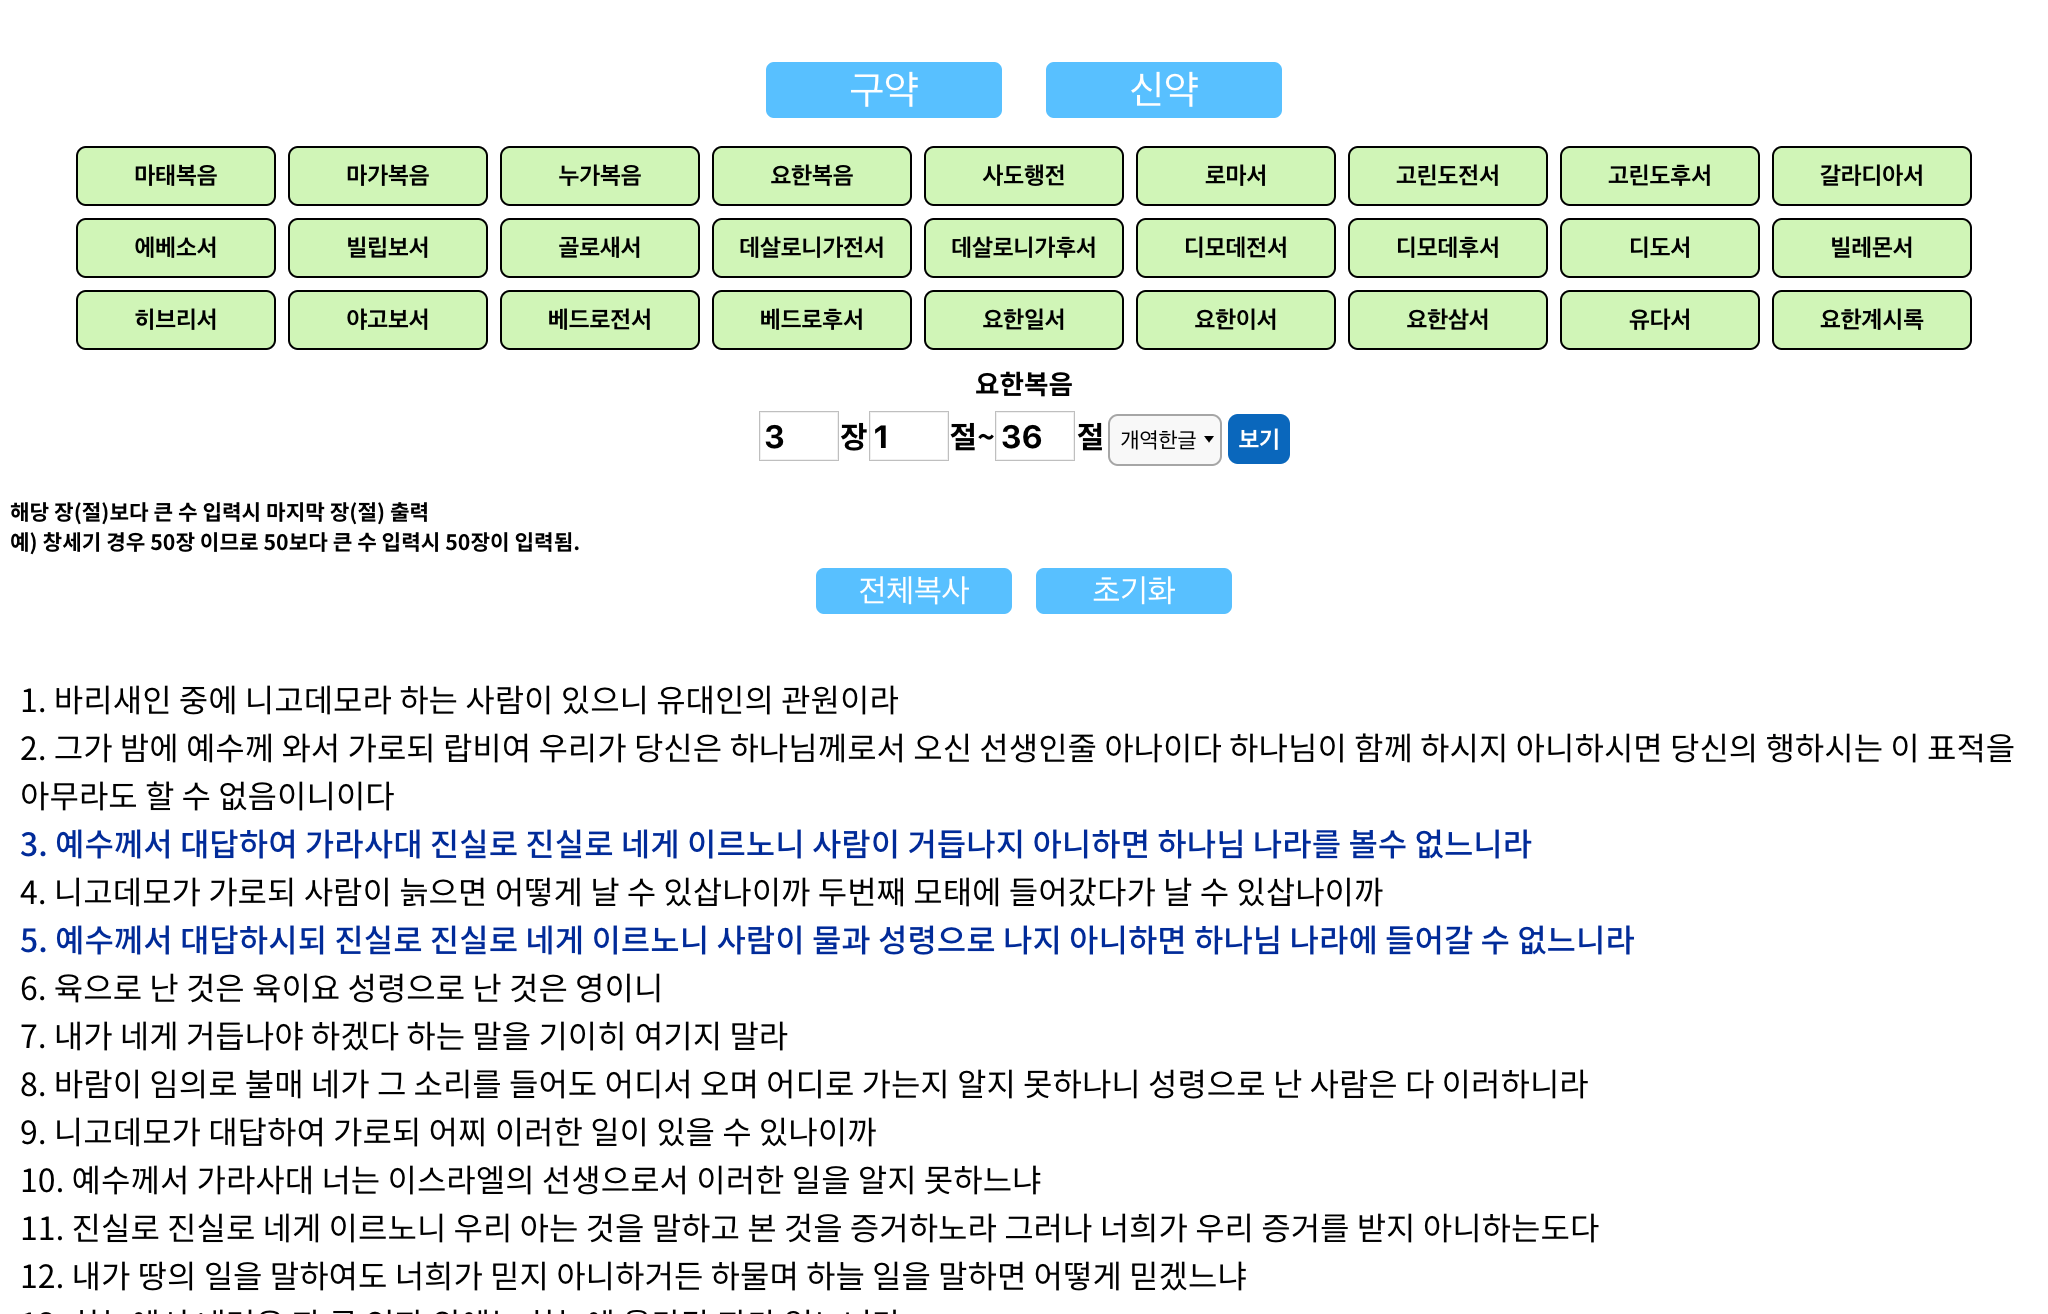 구약 신약
마태복음 마가복음 누가복음 요한복음 사도행전 로마서 고린도전서 고린도후서 갈라디아서
에베소서 빌립보서 골로새서 데살로니가전서 데살로니가후서 디모데전서 디모데후서 디도서 빌레몬서
히브리서 야고보서 베드로전서 베드로후서 요한일서 요한이서 요한삼서 유다서 요한계시록
요한복음
3 장 1 절~ 36 절 개역한글 보기
해당 장(절)보다 큰 수 입력시 마지막 장(절) 출력
예) 창세기 경우 50장 이므로 50보다 큰 수 입력시 50장이 입력됨.
전체복사 초기화
1. 바리새인 중에 니고데모라 하는 사람이 있으니 유대인의 관원이라
2. 그가 밤에 예수께 와서 가로되 랍비여 우리가 당신은 하나님께로서 오신 선생인줄 아나이다 하나님이 함께 하시지 아니하시면 당신의 행하시는 이 표적을
아무라도 할 수 없음이니이다
3. 예수께서 대답하여 가라사대 진실로 진실로 네게 이르노니 사람이 거듭나지 아니하면 하나님 나라를 볼수 없느니라
4. 니고데모가 가로되 사람이 늙으면 어떻게 날 수 있삽나이까 두번째 모태에 들어갔다가 날 수 있삽나이까
5. 예수께서 대답하시되 진실로 진실로 네게 이르노니 사람이 물과 성령으로 나지 아니하면 하나님 나라에 들어갈 수 없느니라
6. 육으로 난 것은 육이요 성령으로 난 것은 영이니
7. 내가 네게 거듭나야 하겠다 하는 말을 기이히 여기지 말라
8. 바람이 임의로 불매 네가 그 소리를 들어도 어디서 오며 어디로 가는지 알지 못하나니 성령으로 난 사람은 다 이러하니라
9. 니고데모가 대답하여 가로되 어찌 이러한 일이 있을 수 있나이까
10. 예수께서 가라사대 너는 이스라엘의 선생으로서 이러한 일을 알지 못하느냐
11. 진실로 진실로 네게 이르노니 우리 아는 것을 말하고 본 것을 증거하노라 그러나 너희가 우리 증거를 받지 아니하는도다
12. 내가 땅의 일을 말하여도 너희가 믿지 아니하거든 하물며 하늘 일을 말하면 어떻게 믿겠느냐